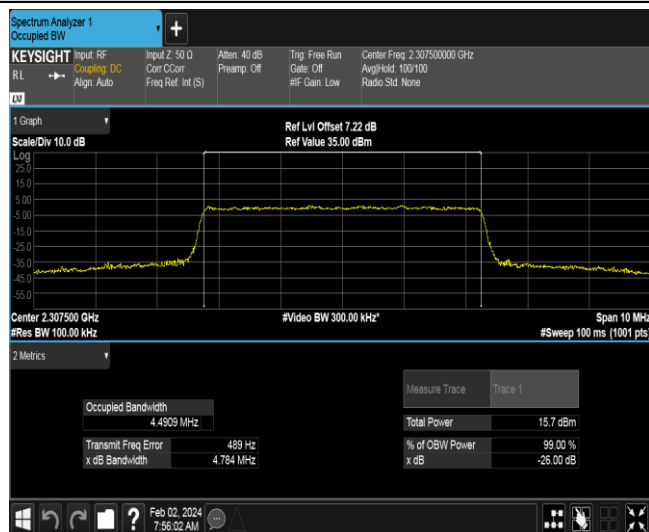 Spectrum Analyzer 1
Occupied BW
+
KEYSIGHT Input: RF Input Z: 50 Ω Atten: 40 dB Trig: Free Run Center Freq: 2.307500000 GHz
RL Coupling: DC Corr CCorr Preamp: Off Gate: Off Avg|Hold: 100/100
Align: Auto Freq Ref: Int (S) #IF Gain: Low Radio Std: None
LXI
1 Graph
Ref Lvl Offset 7.22 dB
Scale/Div 10.0 dB Ref Value 35.00 dBm
Log
25.0
15.0
5.00
-5.00
-15.0
-25.0
-35.0
-45.0
-55.0
Center 2.307500 GHz #Video BW 300.00 kHz* Span 10 MHz
#Res BW 100.00 kHz #Sweep 100 ms (1001 pts)
2 Metrics
Measure Trace Trace 1
Occupied Bandwidth
4.4909 MHz
Total Power 15.7 dBm
Transmit Freq Error 489 Hz % of OBW Power 99.00 %
x dB Bandwidth 4.784 MHz x dB -26.00 dB
? Feb 02, 2024
7:56:02 AM